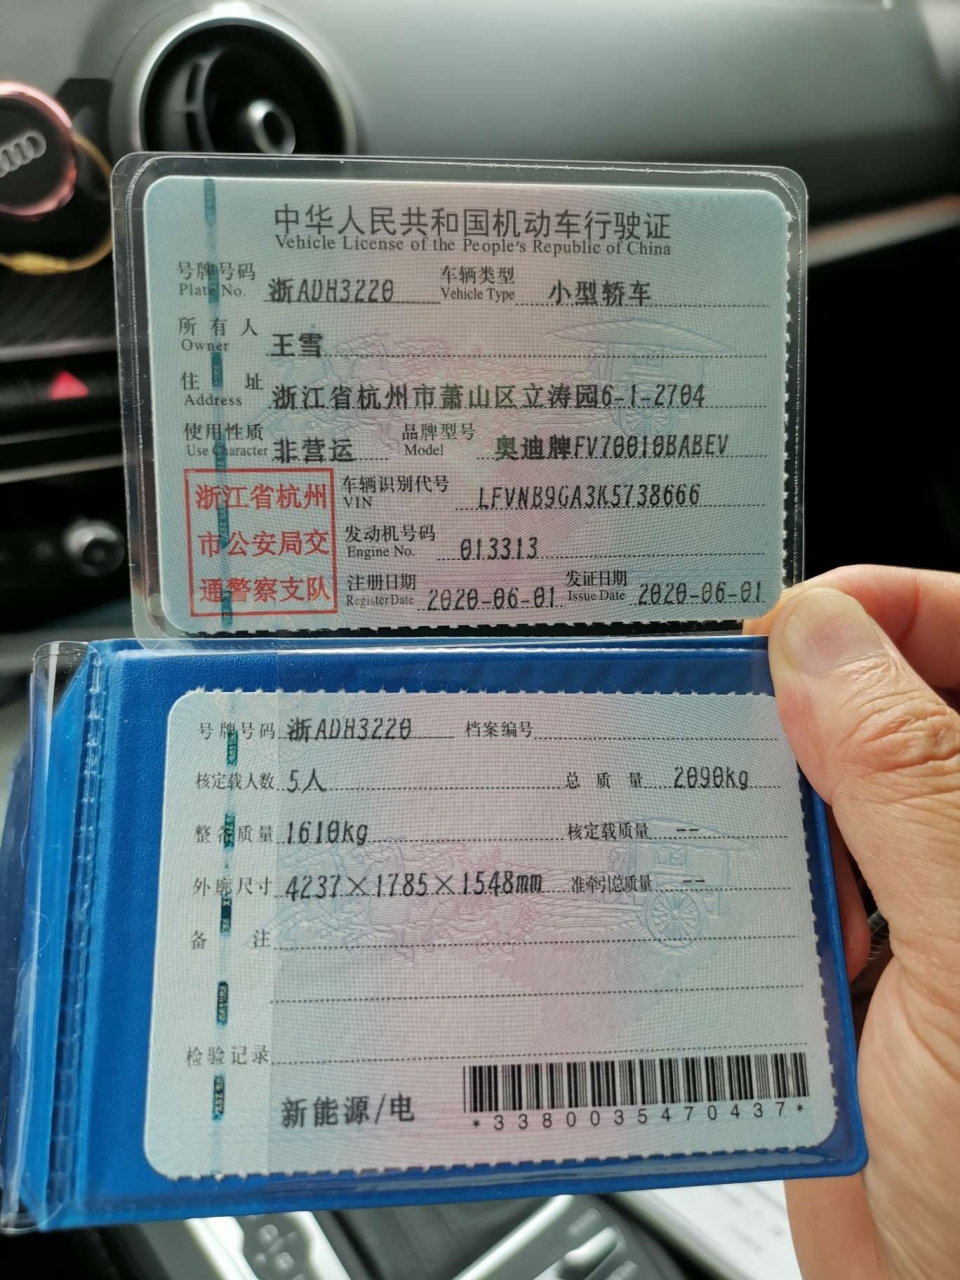 中华人民共和国机动车行驶证
Vehicle License of the People's Republic of China
号牌号码 浙ADH3220 车辆类型 小型轿车
Plate No. Vehicle Type
所有人 王雪
Owner
住址 浙江省杭州市萧山区立涛园6-1-2704
Address
使用性质 非营运 品牌型号 奥迪牌FV70010BABEV
Use Character Model
浙江省杭州
市公安局交
通警察支队
车辆识别代号 LFVNB9GA3K5738666
VIN
发动机号码 013313
Engine No.
注册日期 2020-06-01 发证日期 2020-06-01
Register Date Issue Date
号牌号码 浙ADH3220 档案编号
核定载人数 5人 总质量 2090kg
整备质量 1610kg 核定载质量 --
外廓尺寸 4237×1785×1548mm 准牵引总质量 --
备注
检验记录
新能源/电
*3380035470437*